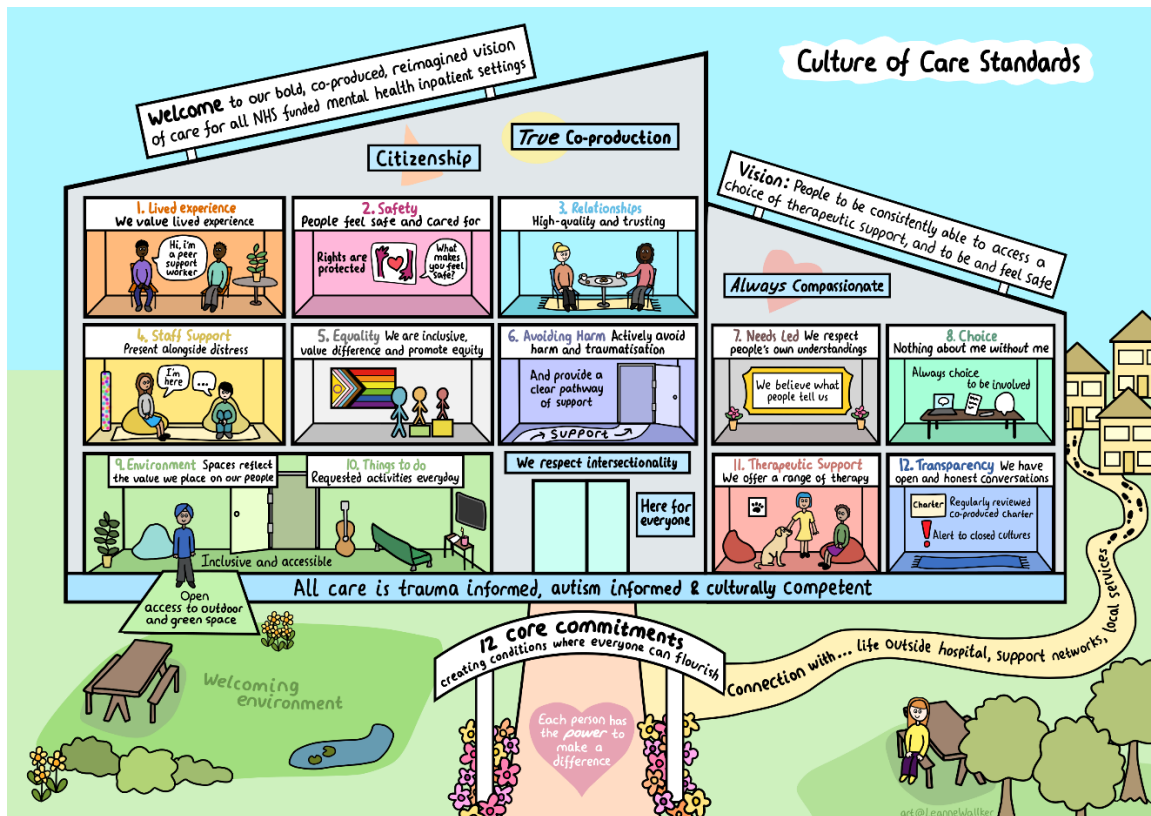 Culture of Care Standards
Welcome to our bold, co-produced, reimagined vision
of care for all NHS funded mental health inpatient settings
True Co-production
Citizenship
Vision: People to be consistently able to access a
choice of therapeutic support, and to be and feel safe
Always Compassionate
1. Lived experience
We value lived experience
Hi, i'm
a peer
support
worker
2. Safety
People feel safe and cared for
Rights are
protected
What
makes
you feel
safe?
3. Relationships
High-quality and trusting
4. Staff Support
Present alongside distress
I'm
here
...
5. Equality We are inclusive,
value difference and promote equity
6. Avoiding Harm Actively avoid
harm and traumatisation
And provide a
clear pathway
of support
Support
7. Needs Led We respect
people's own understandings
We believe what
people tell us
8. Choice
Nothing about me without me
Always choice
to be involved
9. Environment Spaces reflect
the value we place on our people
10. Things to do
Requested activities everyday
Inclusive and accessible
We respect intersectionality
Here for
everyone
11. Therapeutic Support
We offer a range of therapy
12. Transparency We have
open and honest conversations
Charter
Regularly reviewed
co-produced charter
! Alert to closed cultures
All care is trauma informed, autism informed & culturally competent
Open
access to outdoor
and green space
12 core commitments
creating conditions where everyone can flourish
Connection with... life outside hospital, support networks, local services
Welcoming
environment
Each person has
the power to
make a
difference
art@LeanneWallker